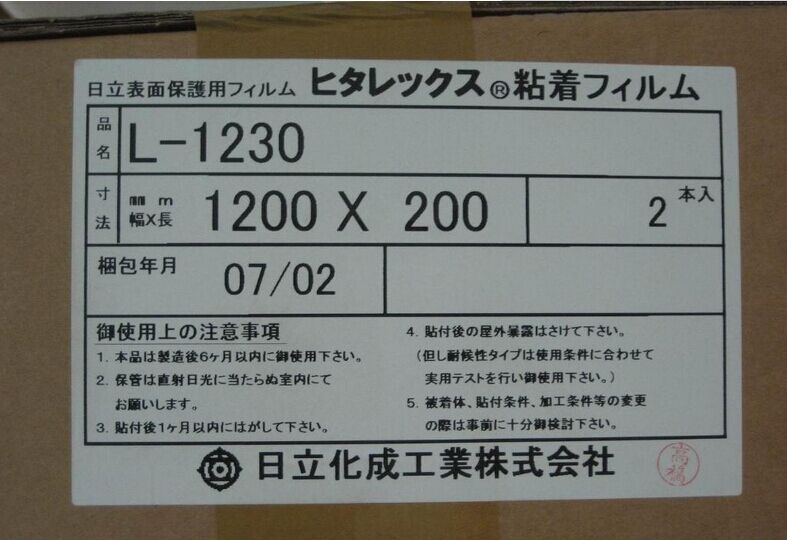 日立表面保護用フィルム ヒタレックス®粘着フィルム
品名 L-1230
寸法 mm m 幅X長 1200 X 200 2 本入
梱包年月 07/02
御使用上の注意事項
1. 本品は製造後6ヶ月以内に御使用下さい。
2. 保管は直射日光に当たらぬ室内にて
お願いします。
3. 貼付後1ヶ月以内にはがして下さい。
4. 貼付後の屋外暴露はさけて下さい。
(但し耐候性タイプは使用条件に合わせて
実用テストを行い御使用下さい。)
5. 被着体、貼付条件、加工条件等の変更
の際は事前に十分御検討下さい。
日立化成工業株式会社
高橋